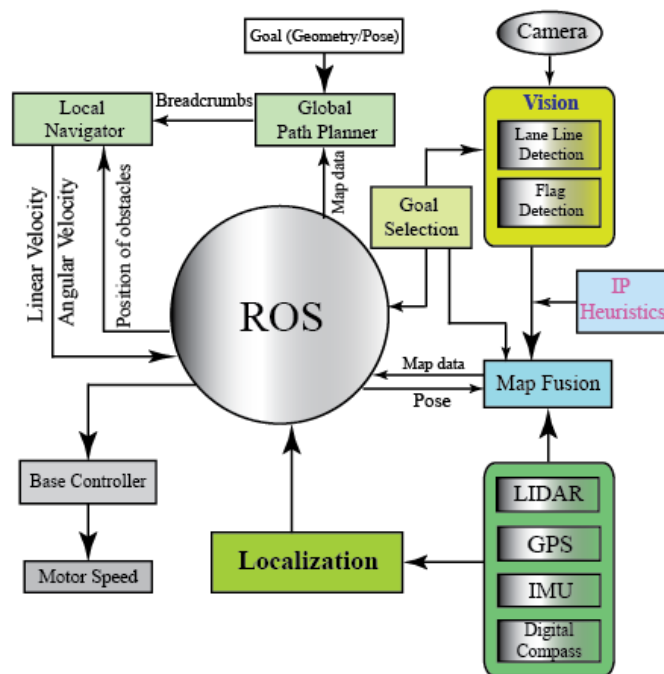 Goal (Geometry/Pose)
Camera
Breadcrumbs
Local
Navigator
Global
Path Planner
Vision
Lane Line
Detection
Flag
Detection
Map data
Goal
Selection
Linear Velocity
Angular Velocity
Position of obstacles
ROS
IP
Heuristics
Map data
Pose
Map Fusion
Base Controller
Motor Speed
Localization
LIDAR
GPS
IMU
Digital
Compass